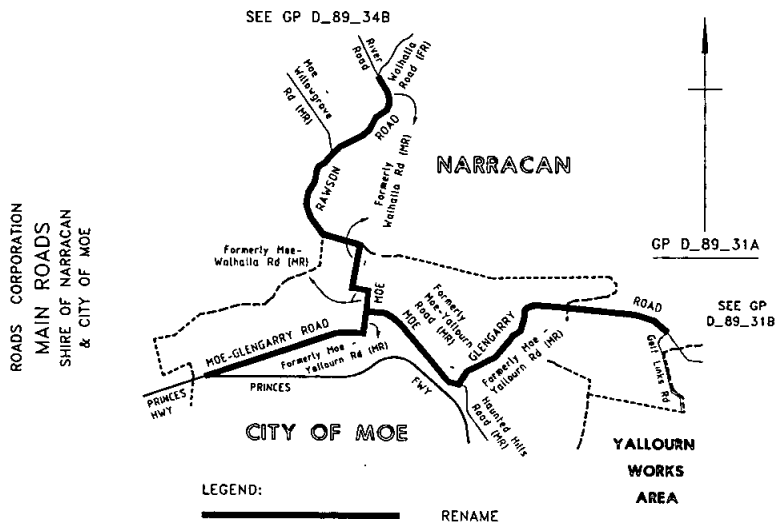 SEE GP D_89_34B
River
Road
Walhalla
Road (FR)
Moe
Willowgrove
Rd (MR)
ROAD
RAWSON
Formerly
Walhalla Rd (MR)
NARRACAN
GP D_89_31A
ROADS CORPORATION
MAIN ROADS
SHIRE OF NARRACAN
& CITY OF MOE
Formerly Moe-
Walhalla Rd (MR)
MOE
MOE
Formerly
Moe-Yallourn
Road (MR)
GLENGARRY
ROAD
SEE GP
D_89_31B
MOE-GLENGARRY ROAD
Formerly Moe -
Yallourn Rd (MR)
Formerly Moe -
Yallourn Rd (MR)
Golf Links Rd
PRINCES
HWY
PRINCES
FWY
Haunted Hills
Road (MR)
CITY OF MOE
YALLOURN
WORKS
AREA
LEGEND:
RENAME